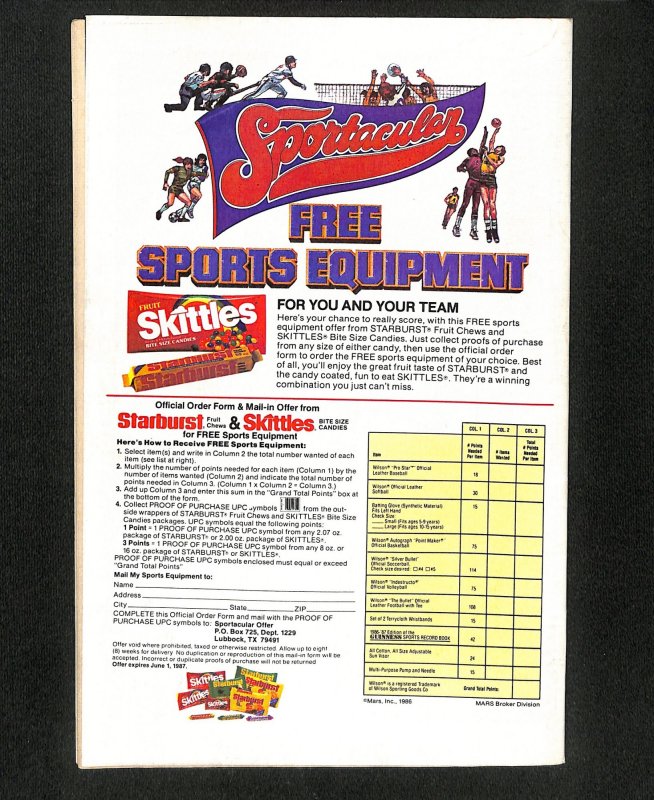 Sportacular
FREE
SPORTS EQUIPMENT
FRUIT
Skittles
BITE SIZE CANDIES
Starburst
Starburst
FOR YOU AND YOUR TEAM
Here's your chance to really score, with this FREE sports
equipment offer from STARBURST® Fruit Chews and
SKITTLES® Bite Size Candies. Just collect proofs of purchase
from any size of either candy, then use the official order
form to order the FREE sports equipment of your choice. Best
of all, you'll enjoy the great fruit taste of STARBURST® and
the candy coated, fun to eat SKITTLES®. They're a winning
combination you just can't miss.
Official Order Form & Mail-in Offer from
Starburst® Fruit Chews & Skittles® BITE SIZE CANDIES
for FREE Sports Equipment
Here's How to Receive FREE Sports Equipment:
1. Select item(s) and write in Column 2 the total number wanted of each
item (see list at right).
2. Multiply the number of points needed for each item (Column 1) by the
number of items wanted (Column 2) and indicate the total number of
points needed in Column 3. (Column 1 x Column 2 = Column 3.)
3. Add up Column 3 and enter this sum in the "Grand Total Points" box at
the bottom of the form.
4. Collect PROOF OF PURCHASE UPC symbols from the out-
side wrappers of STARBURST® Fruit Chews and SKITTLES® Bite Size
Candies packages. UPC symbols equal the following points:
1 Point = 1 PROOF OF PURCHASE symbol from any 2.07 oz.
package of STARBURST® or 2.00 oz. package of SKITTLES®.
3 Points = 1 PROOF OF PURCHASE symbol from any 8 oz. or
16 oz. package of STARBURST® or SKITTLES®.
PROOF OF PURCHASE UPC symbols enclosed must equal or exceed
"Grand Total Points"
Mail My Sports Equipment to:
Name
Address
City State ZIP
COMPLETE this Official Order Form and mail with the PROOF OF
PURCHASE UPC symbols to: Sportacular Offer
P.O. Box 725, Dept. 1229
Lubbock, TX 79491
Offer void where prohibited, taxed or otherwise restricted. Allow up to eight
(8) weeks for delivery. No duplication or reproduction of this mail-in form will be
accepted. Incorrect or duplicate proofs of purchase will not be returned
Offer expires June 1, 1987.
Skittles Starburst
Skittles Starburst
COL. 1 COL. 2 COL. 3
Item # Points Needed Per Item # Items Wanted Total # Points Needed Per Item
Wilson® "Pro Star™" Official
Leather Baseball 18
Wilson® Official Leather
Softball 30
Batting Glove (Synthetic Material) 15
Fits Left Hand
Check Size:
Small (Fits ages 5-9 years)
Large (Fits ages 10-15 years)
Wilson® Autograph "Point Maker"
Official Basketball 75
Wilson® "Silver Bullet"
Official Soccerball.
Check size desired □#4 □#5 114
Wilson® "Indestructo"
Official Volleyball 75
Wilson® "The Bullet" Official
Leather Football with Tee 108
Set of 2 Terrycloth Wristbands 15
1986-'87 Edition of the
GUINNESS SPORTS RECORD BOOK 42
All Cotton, All Size Adjustable
Sun Visor 24
Multi-Purpose Pump and Needle 15
Wilson® is a registered Trademark
of Wilson Sporting Goods Co Grand Total Points:
©Mars, Inc., 1986 MARS Broker Division